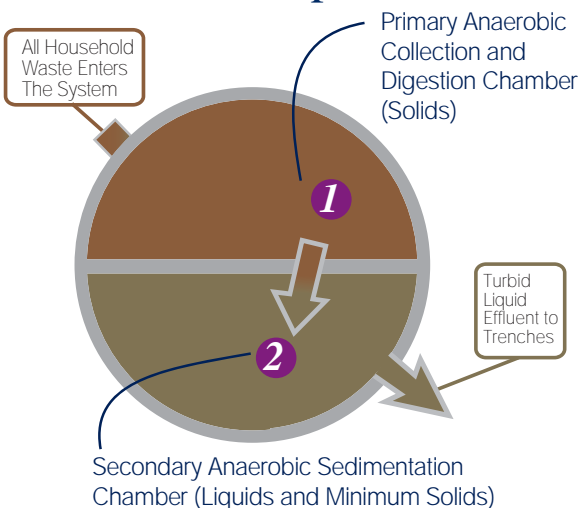 Primary Anaerobic
Collection and
Digestion Chamber
(Solids)
All Household
Waste Enters
The System
1
Turbid
Liquid
Effluent to
Trenches
2
Secondary Anaerobic Sedimentation
Chamber (Liquids and Minimum Solids)